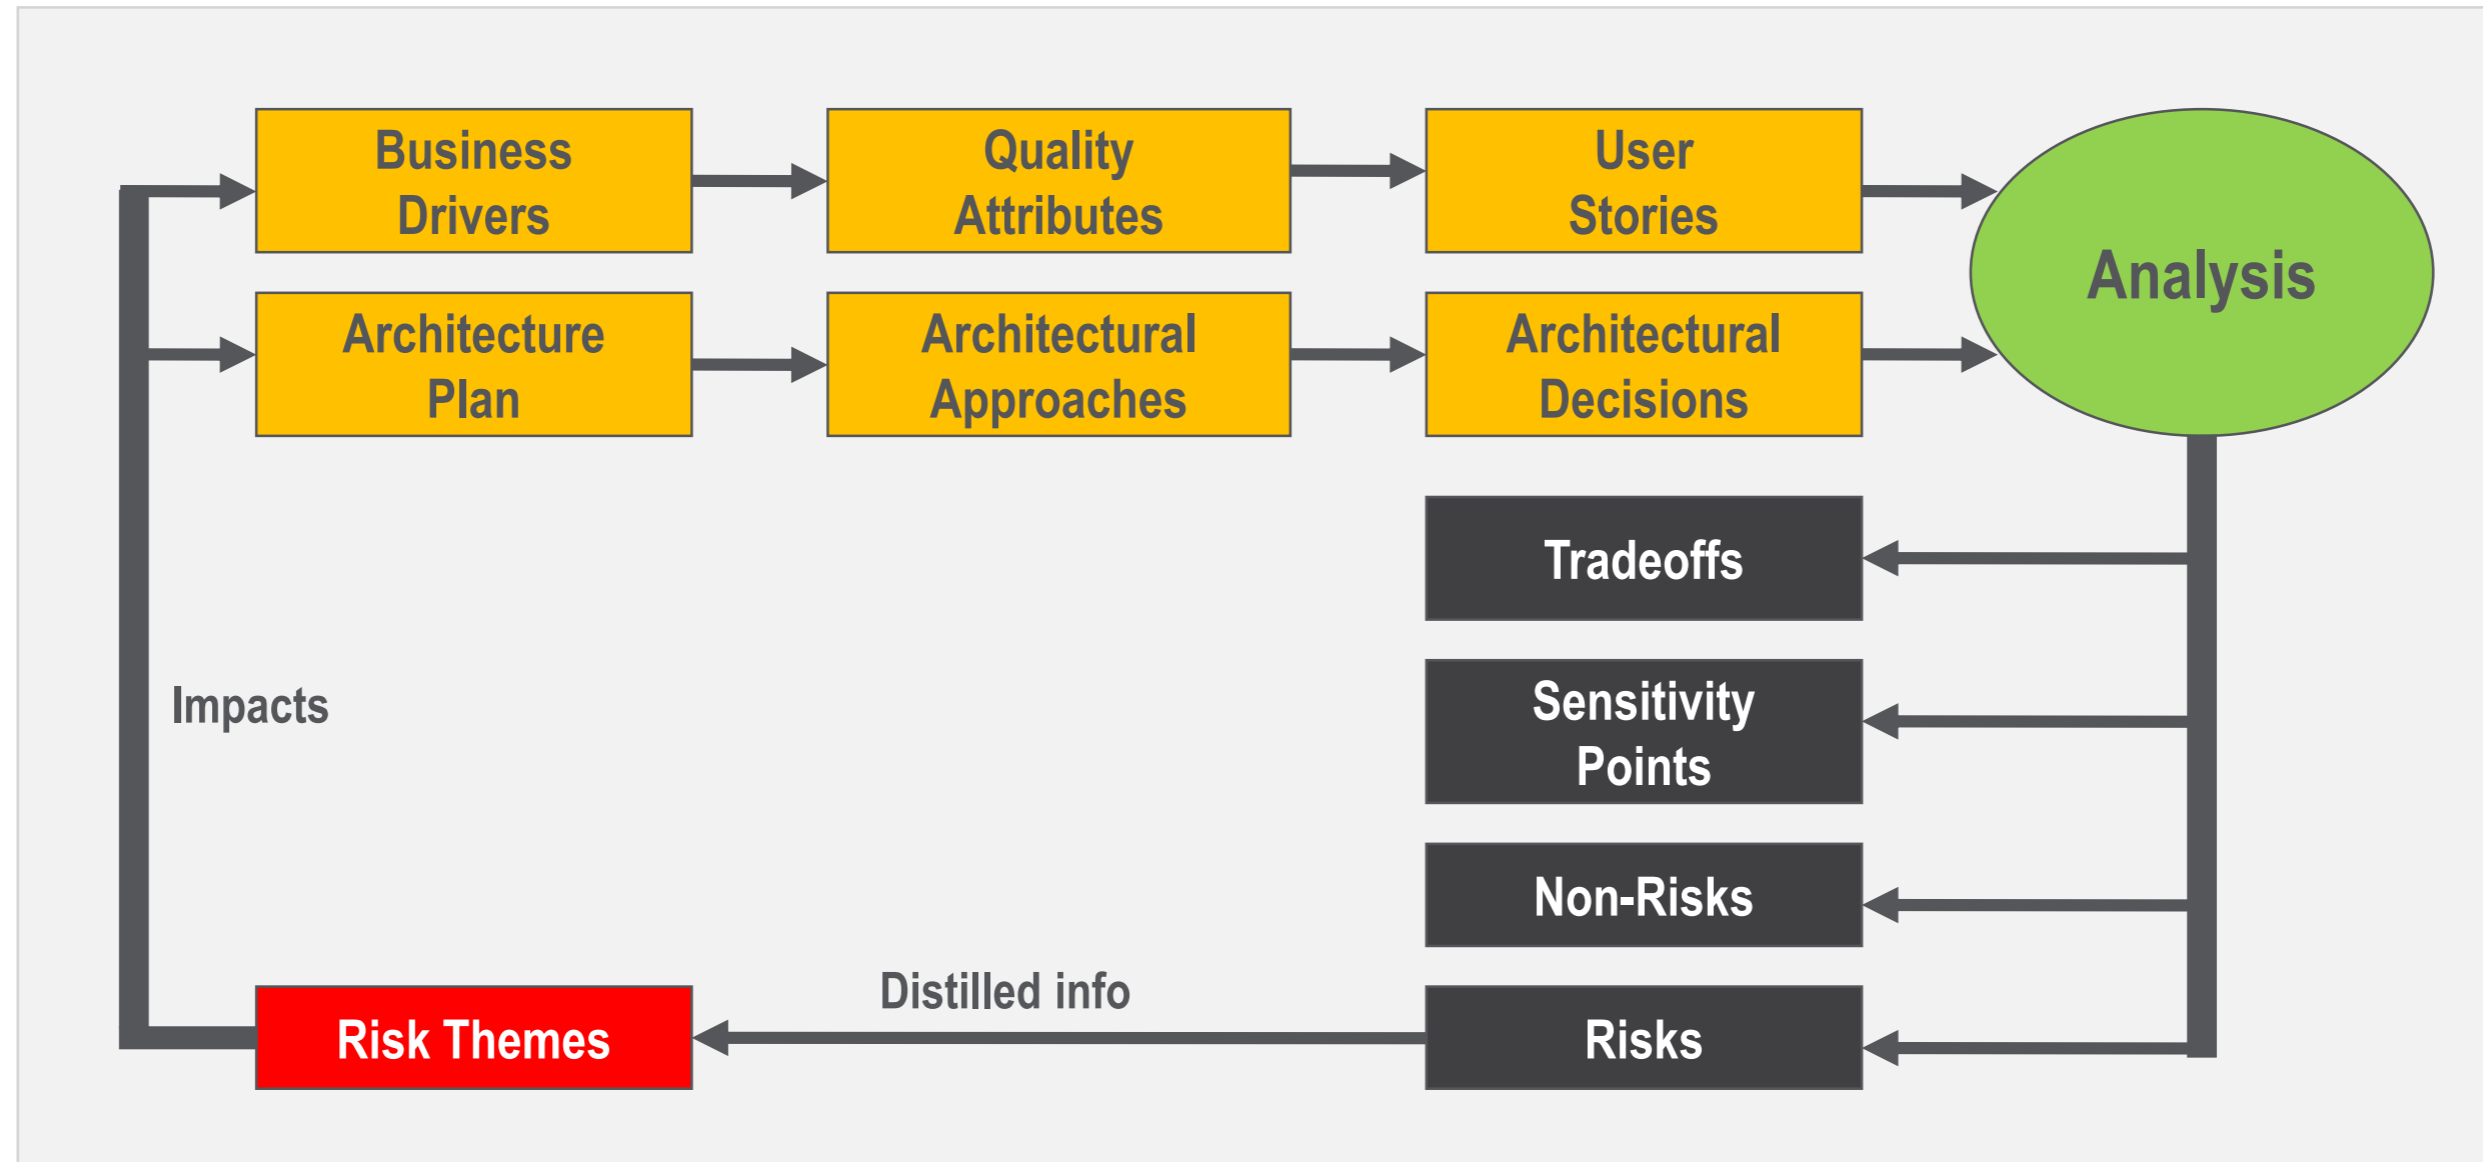 Business
Drivers
Quality
Attributes
User
Stories
Analysis
Architecture
Plan
Architectural
Approaches
Architectural
Decisions
Tradeoffs
Sensitivity
Points
Impacts
Non-Risks
Distilled info
Risk Themes
Risks